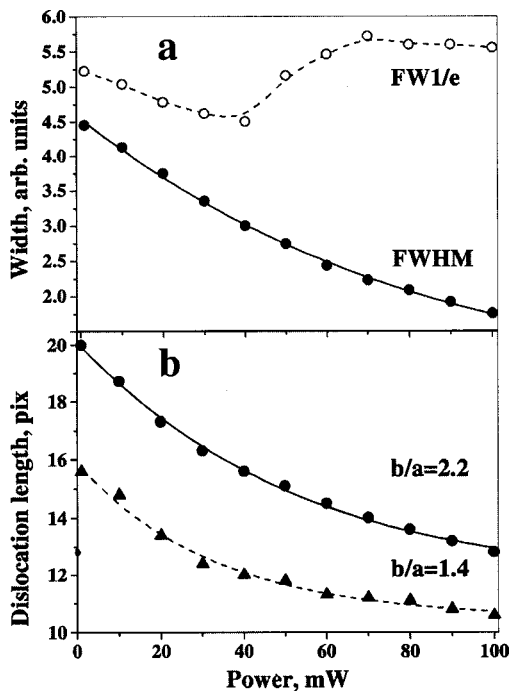 6.0
5.5
5.0
4.5
4.0
3.5
3.0
2.5
2.0
Width, arb. units
a
FW1/e
FWHM
20
18
16
14
12
10
Dislocation length, pix
b
b/a=2.2
b/a=1.4
0 20 40 60 80 100
Power, mW